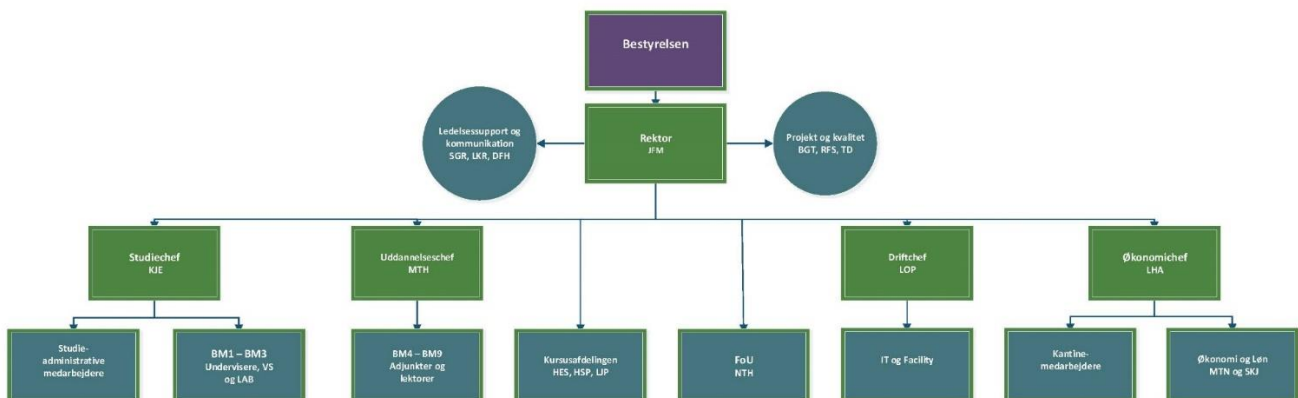 Bestyrelsen
Ledelsessupport og
kommunikation
SGR, LKR, DFH
Rektor
JFM
Projekt og kvalitet
BGT, RFS, TD
Studiechef
KJE
Uddannelseschef
MTH
Driftchef
LOP
Økonomichef
LHA
Studie-
administrative
medarbejdere
BM1 – BM3
Undervisere, VS
og LAB
BM4 – BM9
Adjunkter og
lektorer
Kursusafdelingen
HES, HSP, LJP
FoU
NTH
IT og Facility
Kantine-
medarbejdere
Økonomi og Løn
MTN og SKJ